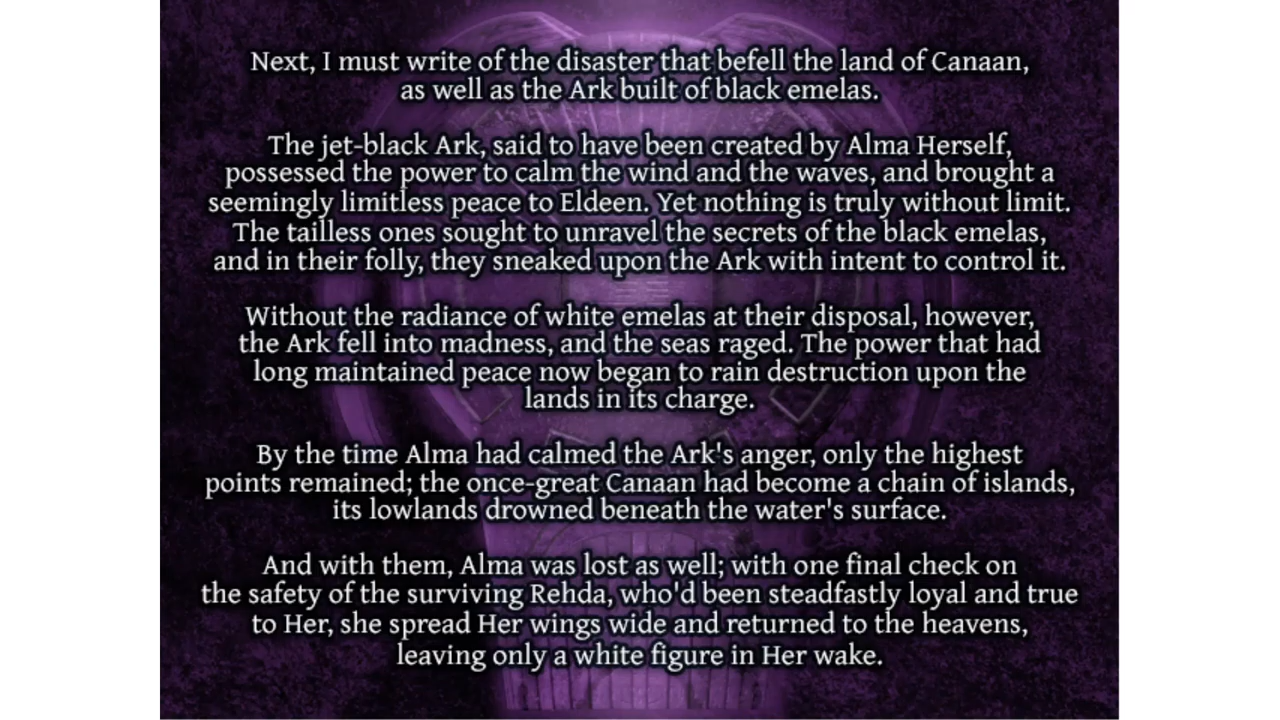 Next, I must write of the disaster that befell the land of Canaan,
as well as the Ark built of black emelas.
The jet-black Ark, said to have been created by Alma Herself,
possessed the power to calm the wind and the waves, and brought a
seemingly limitless peace to Eldeen. Yet nothing is truly without limit.
The tailless ones sought to unravel the secrets of the black emelas,
and in their folly, they sneaked upon the Ark with intent to control it.
Without the radiance of white emelas at their disposal, however,
the Ark fell into madness, and the seas raged. The power that had
long maintained peace now began to rain destruction upon the
lands in its charge.
By the time Alma had calmed the Ark's anger, only the highest
points remained; the once-great Canaan had become a chain of islands,
its lowlands drowned beneath the water's surface.
And with them, Alma was lost as well; with one final check on
the safety of the surviving Rehda, who'd been steadfastly loyal and true
to Her, she spread Her wings wide and returned to the heavens,
leaving only a white figure in Her wake.